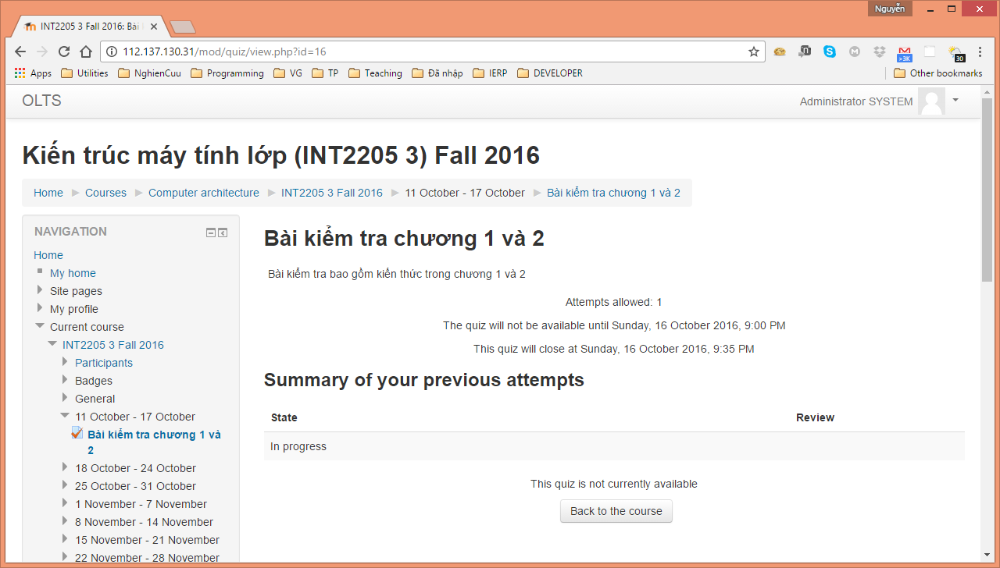 Nguyễn
INT2205 3 Fall 2016: Bài
112.137.130.31/mod/quiz/view.php?id=16
>3K
30
Apps Utilities NghienCuu Programming VG TP Teaching Đã nhập IERP DEVELOPER Other bookmarks
OLTS Administrator SYSTEM
Kiến trúc máy tính lớp (INT2205 3) Fall 2016
Home ► Courses ► Computer architecture ► INT2205 3 Fall 2016 ► 11 October - 17 October ► Bài kiểm tra chương 1 và 2
NAVIGATION
Home
My home
Site pages
My profile
Current course
INT2205 3 Fall 2016
Participants
Badges
General
11 October - 17 October
Bài kiểm tra chương 1 và
2
18 October - 24 October
25 October - 31 October
1 November - 7 November
8 November - 14 November
15 November - 21 November
22 November - 28 November
Bài kiểm tra chương 1 và 2
Bài kiểm tra bao gồm kiến thức trong chương 1 và 2
Attempts allowed: 1
The quiz will not be available until Sunday, 16 October 2016, 9:00 PM
This quiz will close at Sunday, 16 October 2016, 9:35 PM
Summary of your previous attempts
State Review
In progress
This quiz is not currently available
Back to the course